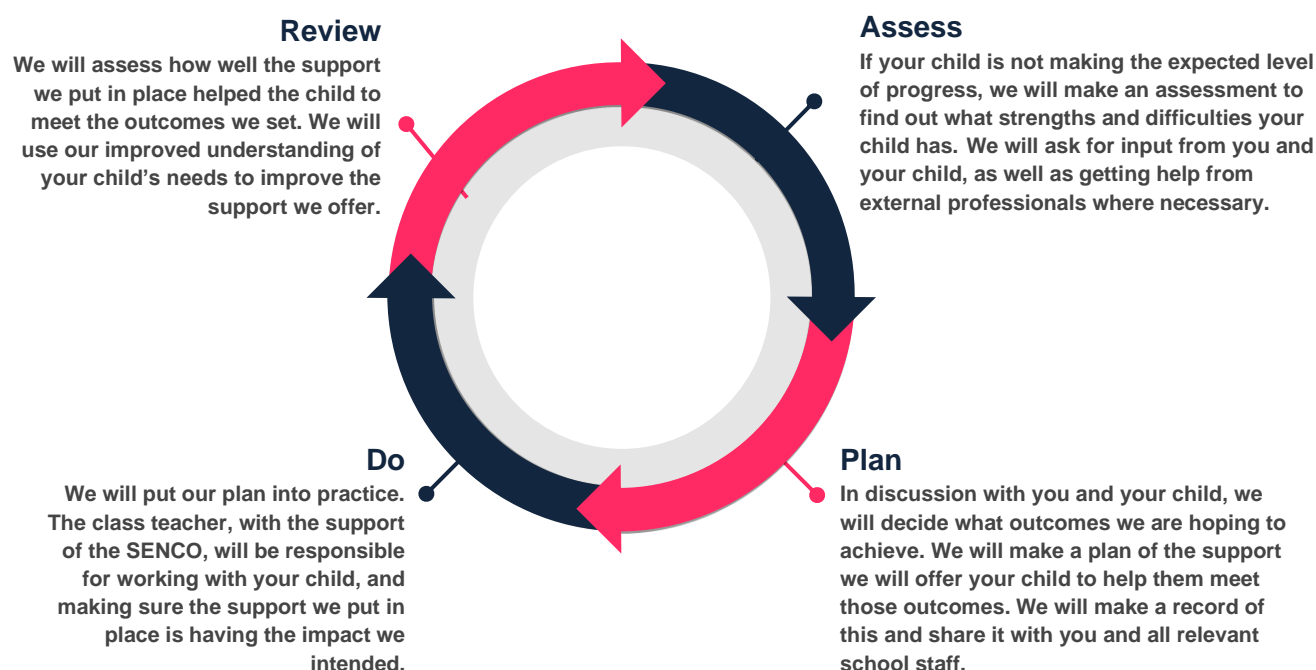 Review
We will assess how well the support
we put in place helped the child to
meet the outcomes we set. We will
use our improved understanding of
your child’s needs to improve the
support we offer.
Assess
If your child is not making the expected level
of progress, we will make an assessment to
find out what strengths and difficulties your
child has. We will ask for input from you and
your child, as well as getting help from
external professionals where necessary.
Do
We will put our plan into practice.
The class teacher, with the support
of the SENCO, will be responsible
for working with your child, and
making sure the support we put in
place is having the impact we
intended.
Plan
In discussion with you and your child, we
will decide what outcomes we are hoping to
achieve. We will make a plan of the support
we will offer your child to help them meet
those outcomes. We will make a record of
this and share it with you and all relevant
school staff.